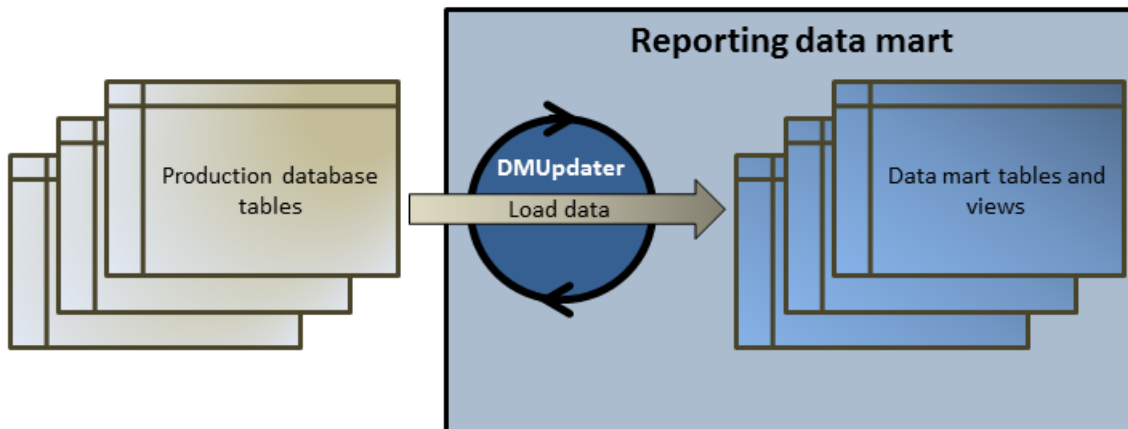 Reporting data mart
Production database
tables
DMUpdater
Load data
Data mart tables and
views